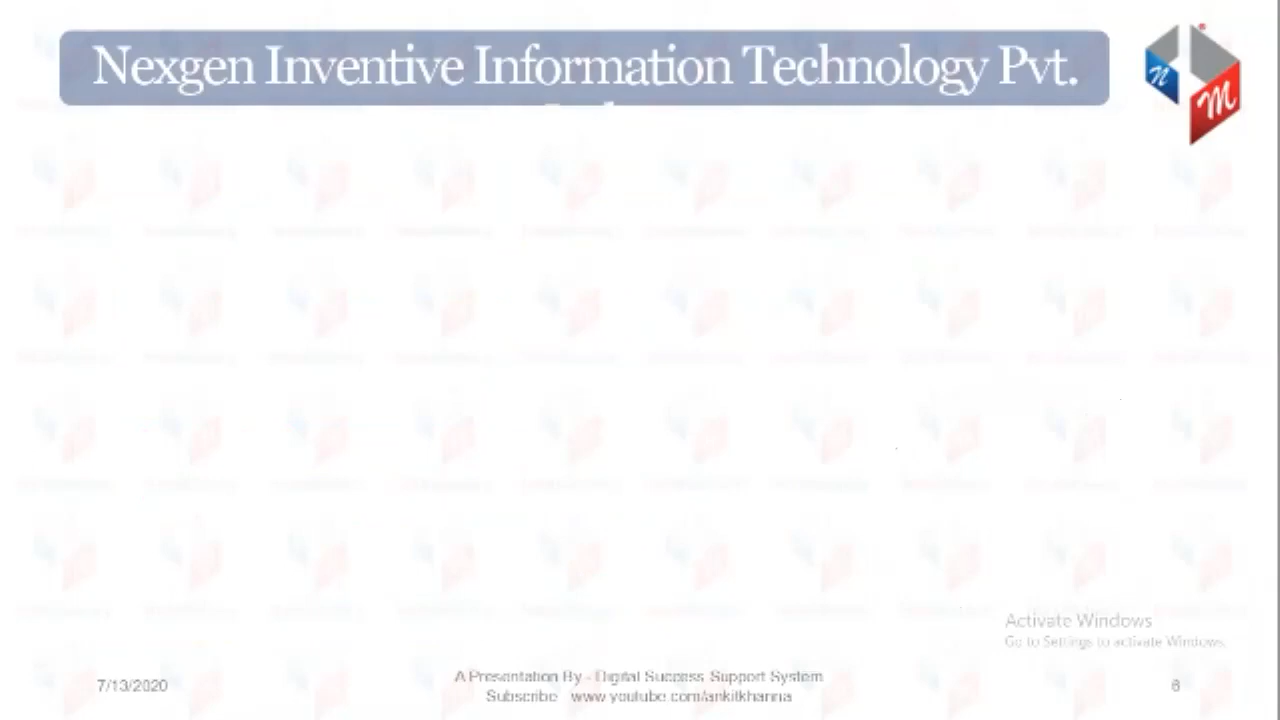 Nexgen Inventive Information Technology Pvt.
n
m
Activate Windows
Go to Settings to activate Windows.
7/13/2020
A Presentation By - Digital Success Support System
Subscribe www youtube com/ankitkhanna
6